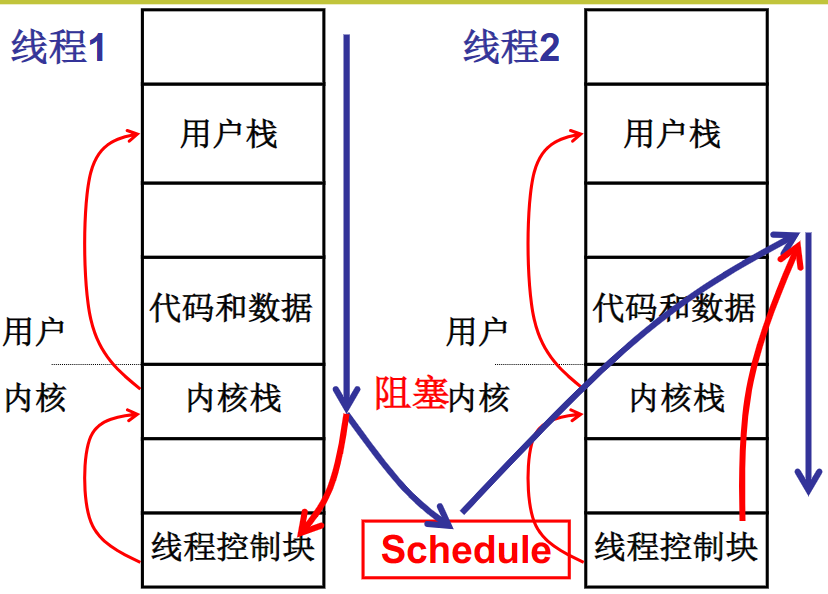 线程1
用户栈
代码和数据
用户
内核
内核栈
线程控制块
阻塞
Schedule
线程2
用户栈
代码和数据
用户
内核
内核栈
线程控制块